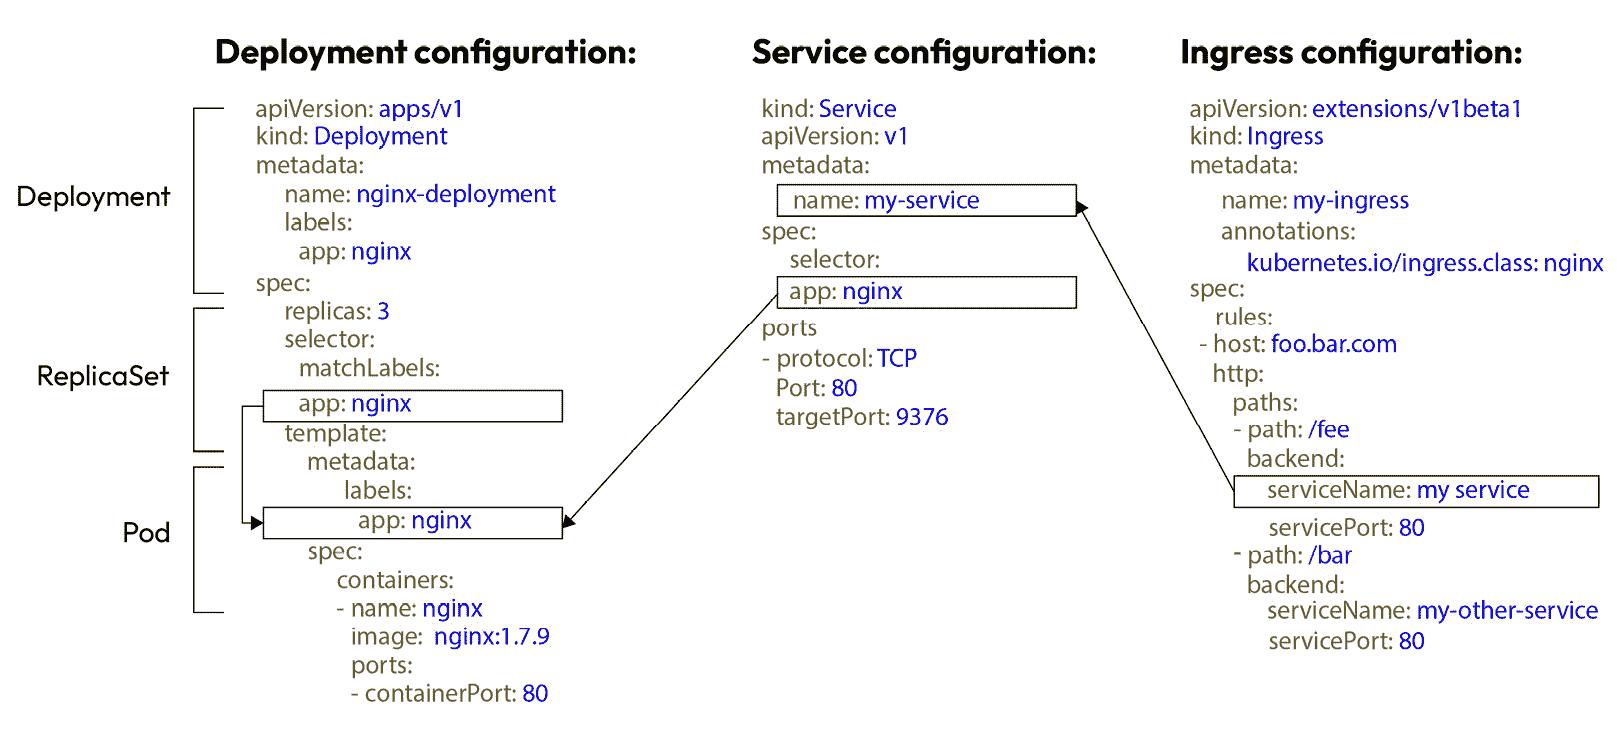 Deployment configuration:
Deployment
ReplicaSet
Pod
apiVersion: apps/v1
kind: Deployment
metadata:
name: nginx-deployment
labels:
app: nginx
spec:
replicas: 3
selector:
matchLabels:
app: nginx
template:
metadata:
labels:
app: nginx
spec:
containers:
- name: nginx
image: nginx:1.7.9
ports:
- containerPort: 80
Service configuration:
kind: Service
apiVersion: v1
metadata:
name: my-service
spec:
selector:
app: nginx
ports
- protocol: TCP
Port: 80
targetPort: 9376
Ingress configuration:
apiVersion: extensions/v1beta1
kind: Ingress
metadata:
name: my-ingress
annotations:
kubernetes.io/ingress.class: nginx
spec:
rules:
- host: foo.bar.com
http:
paths:
- path: /fee
backend:
serviceName: my service
servicePort: 80
- path: /bar
backend:
serviceName: my-other-service
servicePort: 80